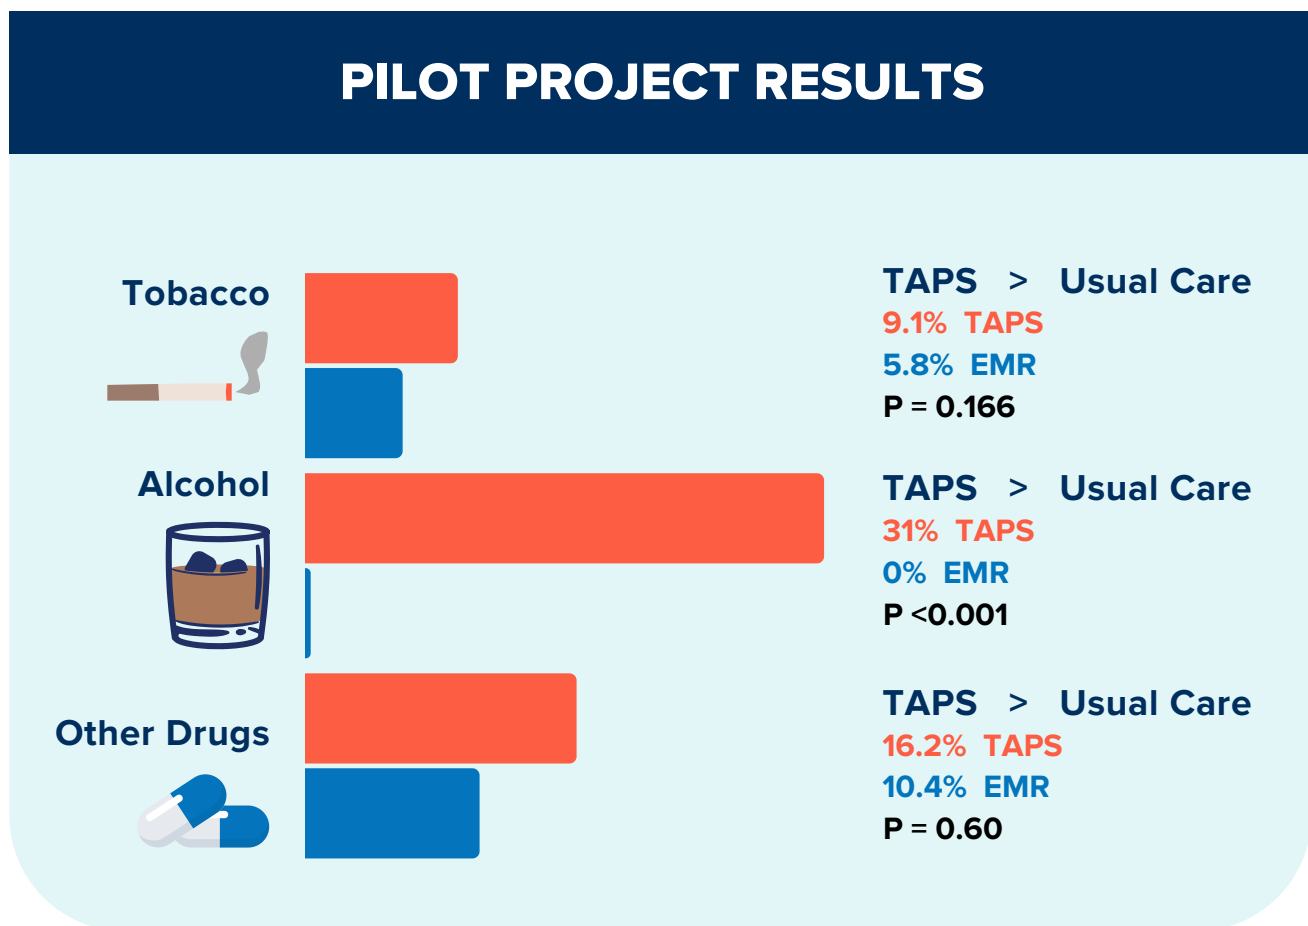 PILOT PROJECT RESULTS
Tobacco
TAPS > Usual Care
9.1% TAPS
5.8% EMR
P = 0.166
Alcohol
TAPS > Usual Care
31% TAPS
0% EMR
P <0.001
Other Drugs
TAPS > Usual Care
16.2% TAPS
10.4% EMR
P = 0.60